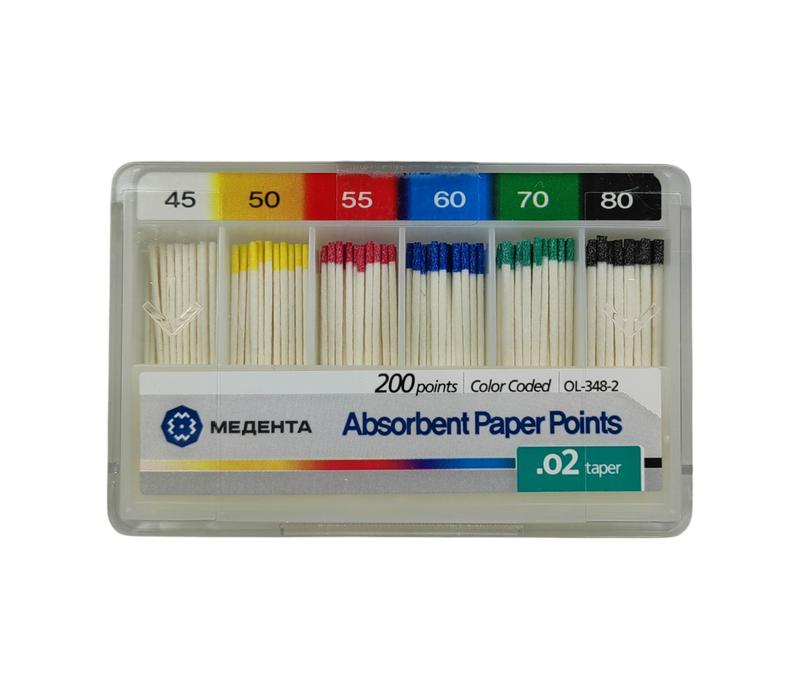 45 50 55 60 70 80
200 points Color Coded OL-348-2
МЕДЕНТА Absorbent Paper Points
.02 taper